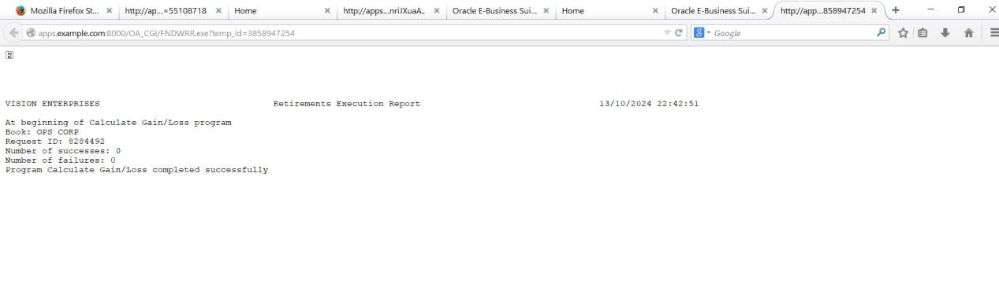 Mozilla Firefox St...
http://ap...=55108718
Home
http://apps...nriJXuaA..
Oracle E-Business Sui...
Home
Oracle E-Business Sui...
http://app...858947254
apps.example.com:8000/OA_CGI/FNDWRR.exe?temp_id=3858947254
Google
VISION ENTERPRISES Retirements Execution Report 13/10/2024 22:42:51
At beginning of Calculate Gain/Loss program
Book: OPS CORP
Request ID: 8284492
Number of successes: 0
Number of failures: 0
Program Calculate Gain/Loss completed successfully